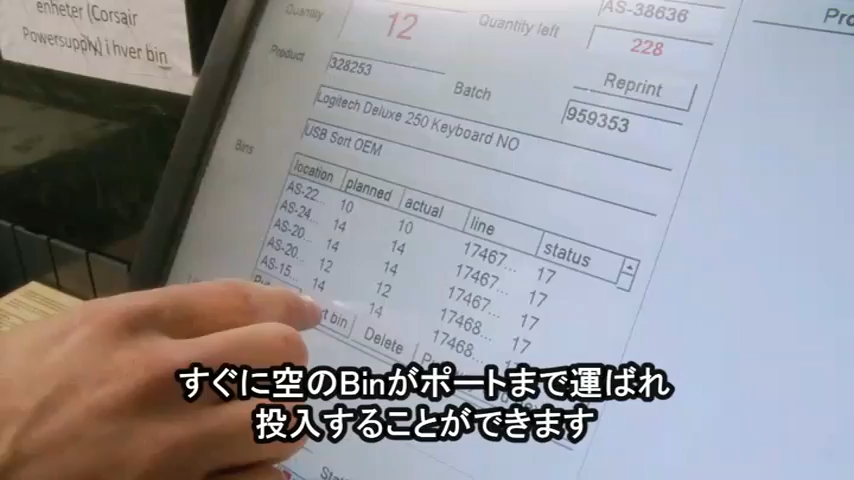 enheter (Corsair
Powersupply) i hver bin
Quantity
12
Quantity left
AS-38636
228
Product
328253
Batch
Reprint
959353
Logitech Deluxe 250 Keyboard NO
USB Sort OEM
Bins
location planned actual line status
AS-22... 10 10 17467... 17
AS-24... 14 14 17467... 17
AS-20... 14 14 17467... 17
AS-20... 12 12 17468... 17
AS-15... 14 14 17468... 17
bin
Delete
すぐに空のBinがポートまで運ばれ
投入することができます